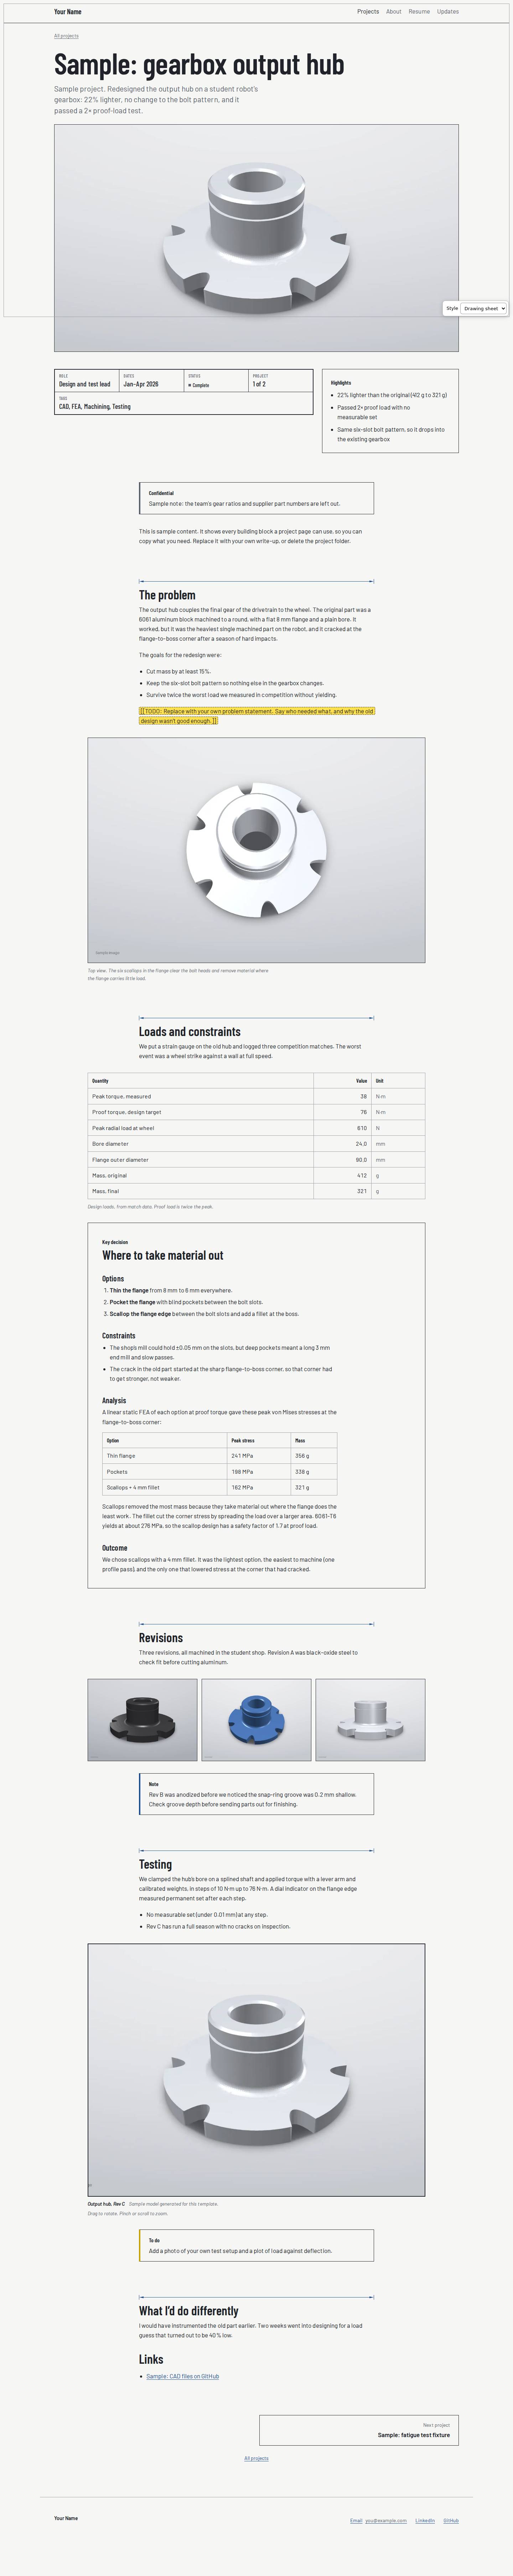 Your Name
Projects About Resume Updates
All projects
Sample: gearbox output hub
Sample project. Redesigned the output hub on a student robot's
gearbox: 22% lighter, no change to the bolt pattern, and it
passed a 2× proof-load test.
Style Drawing sheet
ROLE
Design and test lead
DATES
Jan–Apr 2026
STATUS
Complete
PROJECT
1 of 2
TAGS
CAD, FEA, Machining, Testing
Highlights
22% lighter than the original (412 g to 321 g)
Passed 2× proof load with no
measurable set
Same six-slot bolt pattern, so it drops into
the existing gearbox
Confidential
Sample note: the team's gear ratios and supplier part numbers are left out.
This is sample content. It shows every building block a project page can use, so you can
copy what you need. Replace it with your own write-up, or delete the project folder.
The problem
The output hub couples the final gear of the drivetrain to the wheel. The original part was a
6061 aluminum block machined to a round, with a flat 8 mm flange and a plain bore. It
worked, but it was the heaviest single machined part on the robot, and it cracked at the
flange-to-boss corner after a season of hard impacts.
The goals for the redesign were:
Cut mass by at least 15%.
Keep the six-slot bolt pattern so nothing else in the gearbox changes.
Survive twice the worst load we measured in competition without yielding.
[[TODO: Replace with your own problem statement. Say who needed what, and why the old
design wasn't good enough.]]
Sample image
Top view. The six scallops in the flange clear the bolt heads and remove material where
the flange carries little load.
Loads and constraints
We put a strain gauge on the old hub and logged three competition matches. The worst
event was a wheel strike against a wall at full speed.
Quantity Value Unit
Peak torque, measured 38 N·m
Proof torque, design target 76 N·m
Peak radial load at wheel 610 N
Bore diameter 24.0 mm
Flange outer diameter 90.0 mm
Mass, original 412 g
Mass, final 321 g
Design loads, from match data. Proof load is twice the peak.
Key decision
Where to take material out
Options
1. Thin the flange from 8 mm to 6 mm everywhere.
2. Pocket the flange with blind pockets between the bolt slots.
3. Scallop the flange edge between the bolt slots and add a fillet at the boss.
Constraints
The shop's mill could hold ±0.05 mm on the slots, but deep pockets meant a long 3 mm
end mill and slow passes.
The crack in the old part started at the sharp flange-to-boss corner, so that corner had
to get stronger, not weaker.
Analysis
A linear static FEA of each option at proof torque gave these peak von Mises stresses at the
flange-to-boss corner:
Option Peak stress Mass
Thin flange 241 MPa 356 g
Pockets 198 MPa 338 g
Scallops + 4 mm fillet 162 MPa 321 g
Scallops removed the most mass because they take material out where the flange does the
least work. The fillet cut the corner stress by spreading the load over a larger area. 6061-T6
yields at about 276 MPa, so the scallop design has a safety factor of 1.7 at proof load.
Outcome
We chose scallops with a 4 mm fillet. It was the lightest option, the easiest to machine (one
profile pass), and the only one that lowered stress at the corner that had cracked.
Revisions
Three revisions, all machined in the student shop. Revision A was black-oxide steel to
check fit before cutting aluminum.
Note
Rev B was anodized before we noticed the snap-ring groove was 0.2 mm shallow.
Check groove depth before sending parts out for finishing.
Testing
We clamped the hub's bore on a splined shaft and applied torque with a lever arm and
calibrated weights, in steps of 10 N·m up to 76 N·m. A dial indicator on the flange edge
measured permanent set after each step.
No measurable set (under 0.01 mm) at any step.
Rev C has run a full season with no cracks on inspection.
Output hub, Rev C Sample model generated for this template.
Drag to rotate. Pinch or scroll to zoom.
To do
Add a photo of your own test setup and a plot of load against deflection.
What I'd do differently
I would have instrumented the old part earlier. Two weeks went into designing for a load
guess that turned out to be 40% low.
Links
Sample: CAD files on GitHub
Next project
Sample: fatigue test fixture
All projects
Your Name
Email you@example.com LinkedIn GitHub